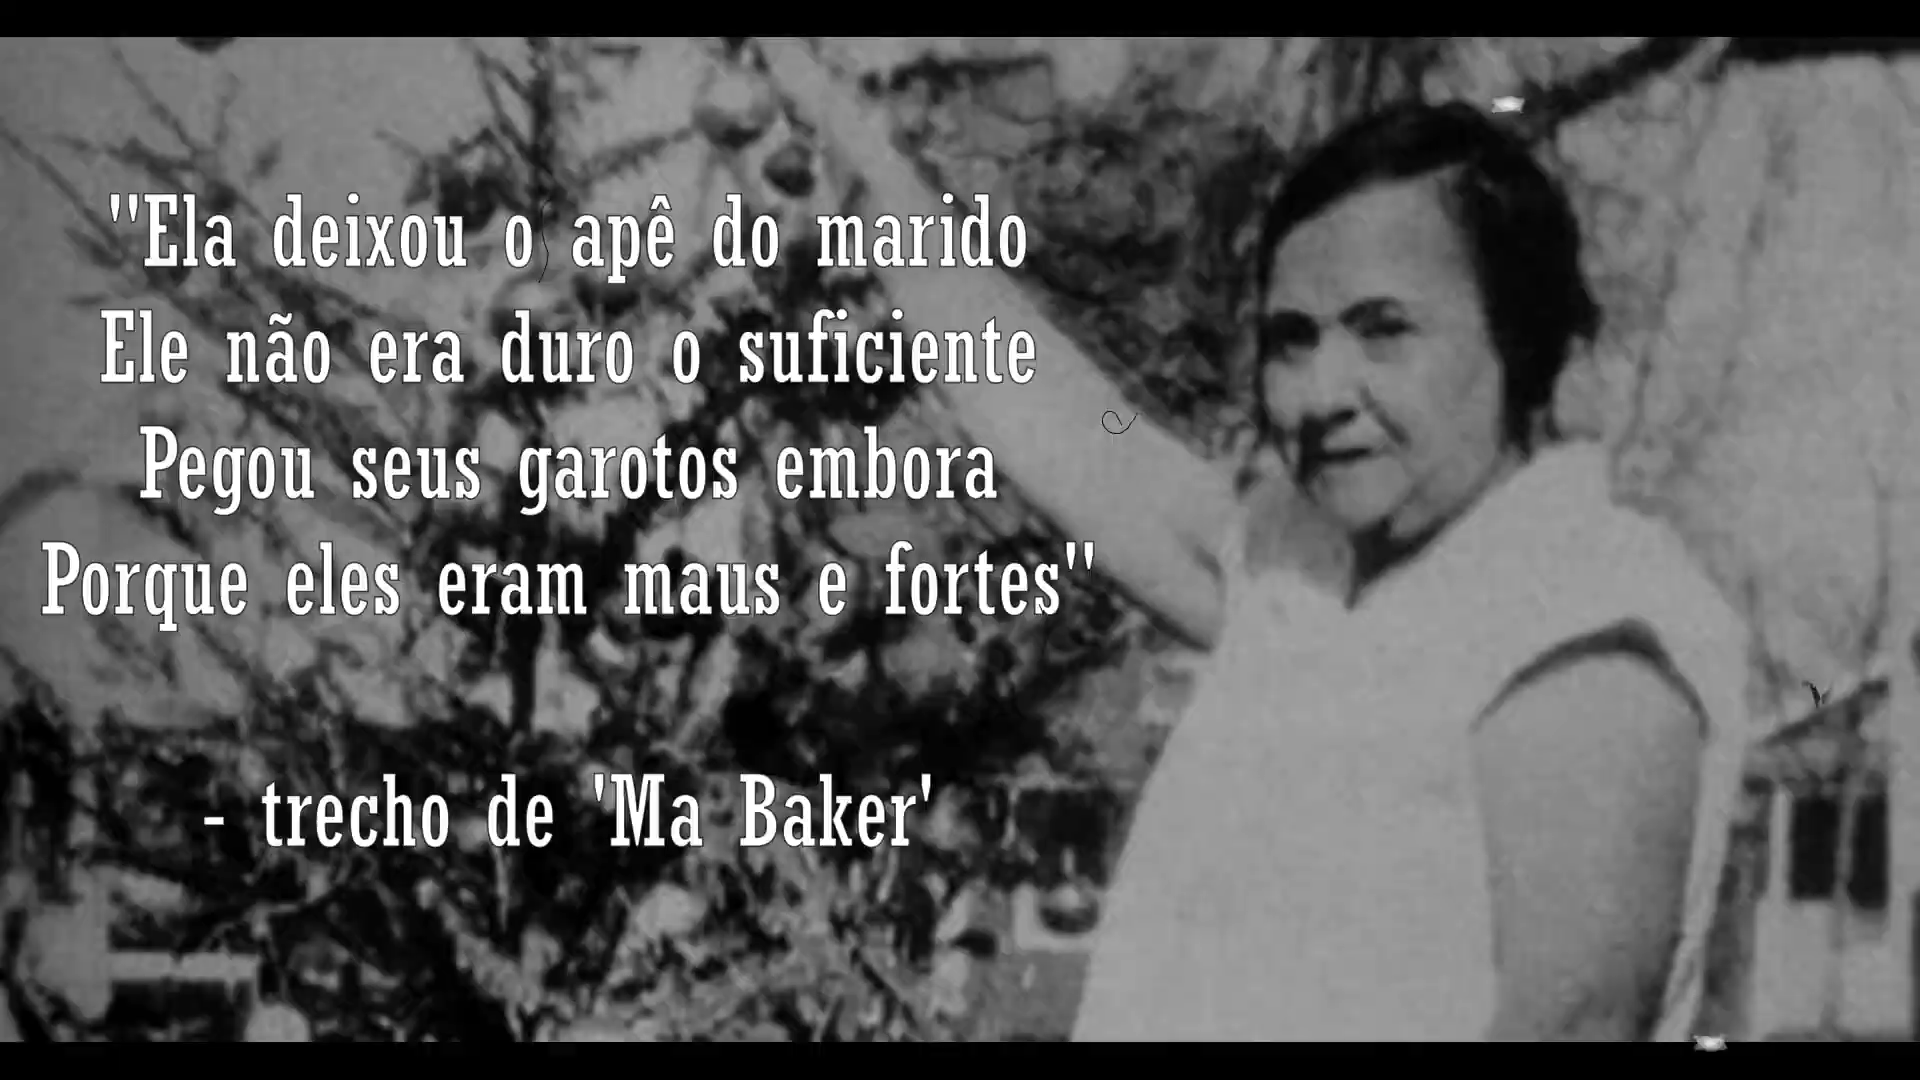 "Ela deixou o apê do marido
Ele não era duro o suficiente
Pegou seus garotos embora
Porque eles eram maus e fortes"
- trecho de 'Ma Baker'